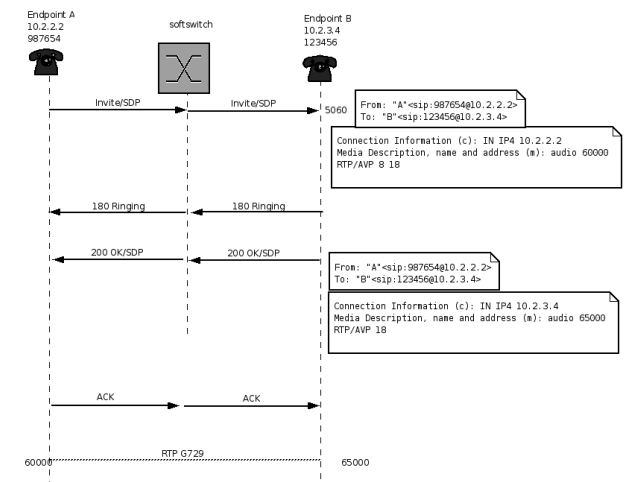 Endpoint A
10.2.2.2
987654
softswitch
Endpoint B
10.2.3.4
123456
Invite/SDP
Invite/SDP
5060
From: "A"<sip:987654@10.2.2.2>
To: "B"<sip:123456@10.2.3.4>
Connection Information (c): IN IP4 10.2.2.2
Media Description, name and address (m): audio 60000
RTP/AVP 8 18
180 Ringing
180 Ringing
200 OK/SDP
200 OK/SDP
From: "A"<sip:987654@10.2.2.2>
To: "B"<sip:123456@10.2.3.4>
Connection Information (c): IN IP4 10.2.3.4
Media Description, name and address (m): audio 65000
RTP/AVP 18
ACK
ACK
RTP G729
60000
65000